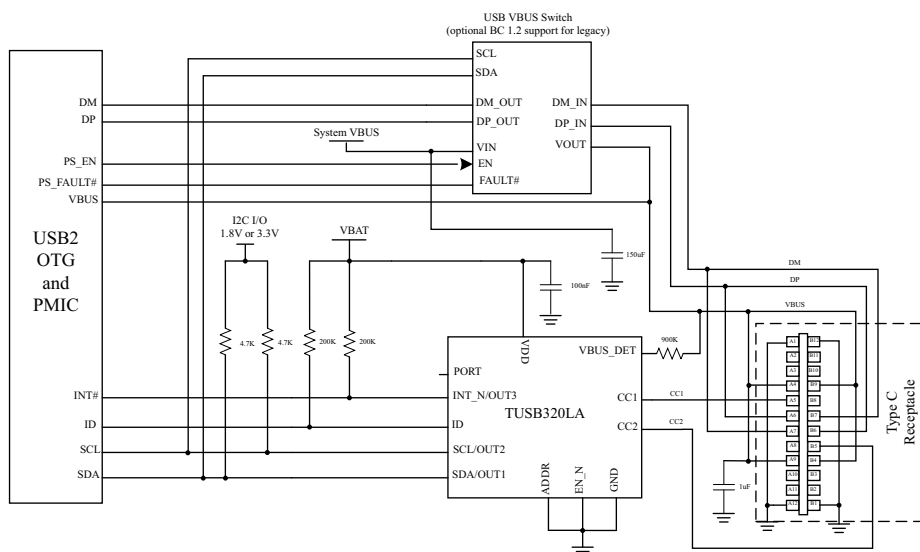 USB VBUS Switch
(optional BC 1.2 support for legacy)
SCL
SDA
DM_OUT
DP_OUT
VIN
EN
FAULT#
DM_IN
DP_IN
VOUT
System VBUS
DM
DP
PS_EN
PS_FAULT#
VBUS
USB2
OTG
and
PMIC
INT#
ID
SCL
SDA
I2C I/O
1.8V or 3.3V
VBAT
150uF
100nF
4.7K
4.7K
200K
200K
VDD
VBUS_DET
900K
PORT
INT_N/OUT3
ID
SCL/OUT2
SDA/OUT1
TUSB320LA
CC1
CC2
ADDR
EN_N
GND
CC1
CC2
DM
DP
VBUS
1uF
A1
A2
A3
A4
A5
A6
A7
A8
A9
A10
A11
A12
B12
B11
B10
B9
B8
B7
B6
B5
B4
B3
B2
B1
Type C
Receptacle